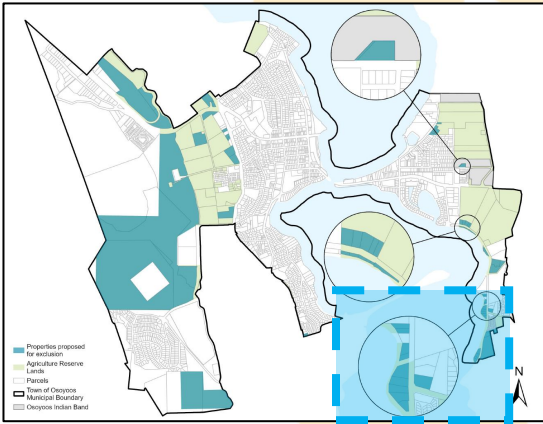 N
Properties proposed
for exclusion
Agriculture Reserve
Lands
Parcels
Town of Osoyoos
Municipal Boundary
Osoyoos Indian Band